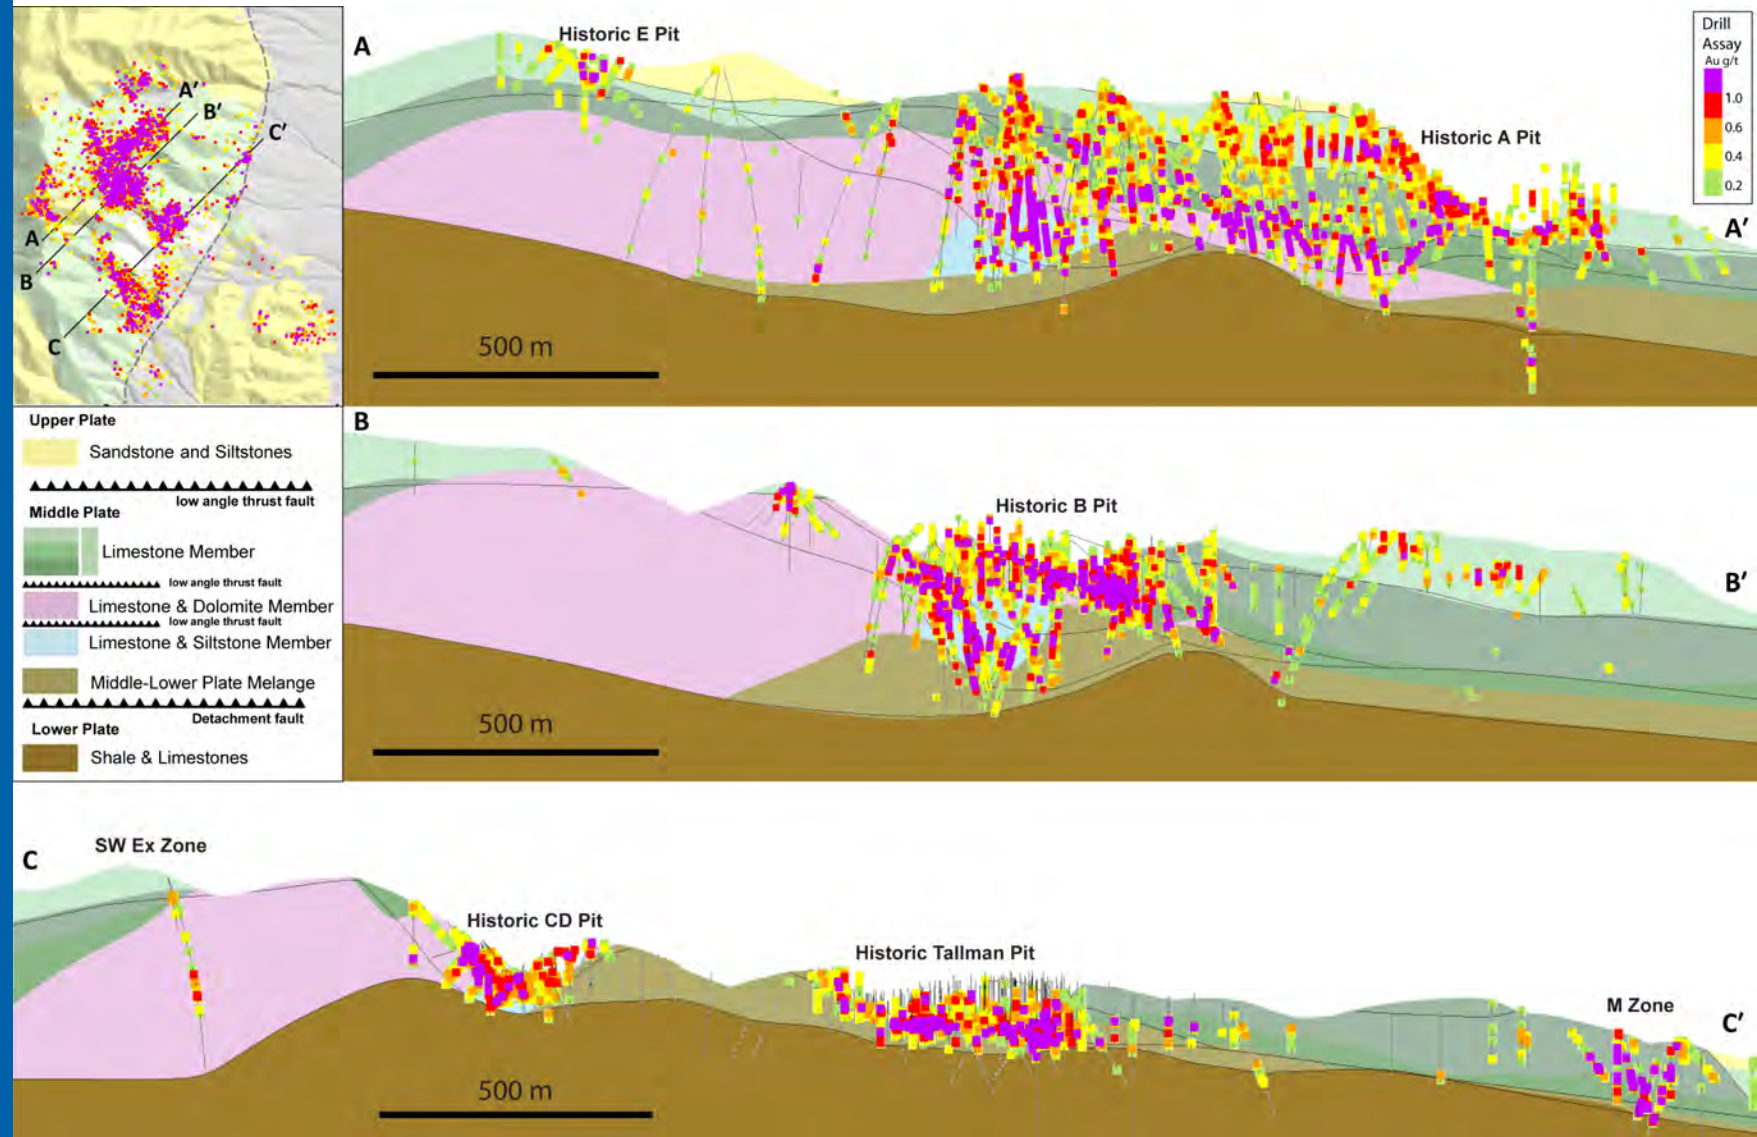 A'
B'
C'
A
B
C
Upper Plate
Sandstone and Siltstones
low angle thrust fault
Middle Plate
Limestone Member
low angle thrust fault
Limestone & Dolomite Member
low angle thrust fault
Limestone & Siltstone Member
Middle-Lower Plate Melange
Detachment fault
Lower Plate
Shale & Limestones
A
Historic E Pit
Historic A Pit
A'
500 m
Drill
Assay
Au g/t
1.0
0.6
0.4
0.2
B
Historic B Pit
B'
500 m
SW Ex Zone
C
Historic CD Pit
Historic Tallman Pit
M Zone
C'
500 m